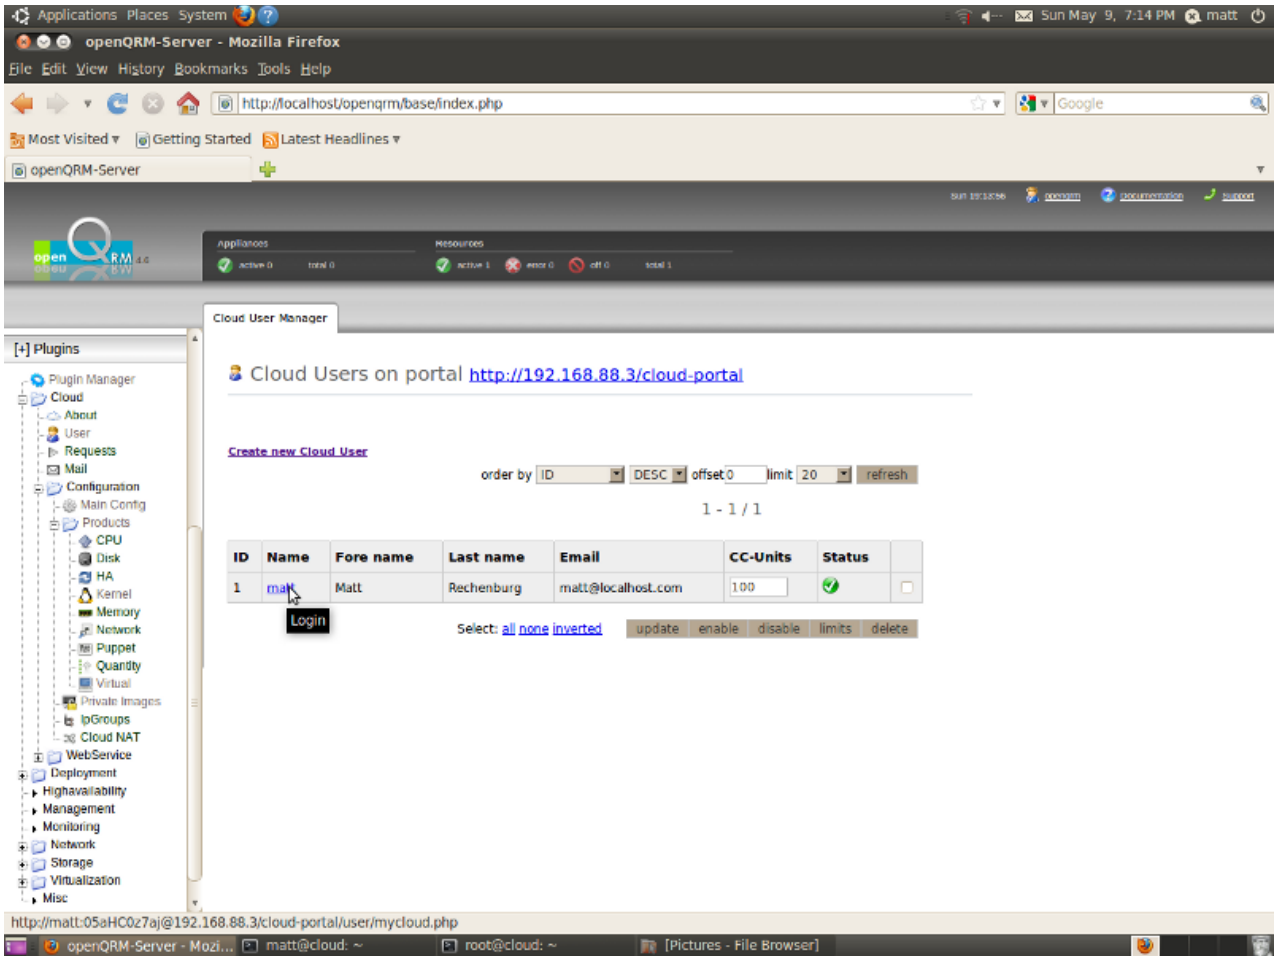 Applications Places System
Sun May 9, 7:14 PM matt
openQRM-Server - Mozilla Firefox
File Edit View History Bookmarks Tools Help
http://localhost/openqrm/base/index.php
Google
Most Visited Getting Started Latest Headlines
openQRM-Server
openqrm Documentation Support
open QRM 4.6
Appliances
active 0 total 0
Resources
active 1 error 0 off 0 total 1
Cloud User Manager
[+] Plugins
Plugin Manager
Cloud
About
User
Requests
Mail
Configuration
Main Config
Products
CPU
Disk
HA
Kernel
Memory
Network
Puppet
Quantity
Virtual
Private Images
IpGroups
Cloud NAT
WebService
Deployment
Highavailability
Management
Monitoring
Network
Storage
Virtualization
Misc
Cloud Users on portal http://192.168.88.3/cloud-portal
Create new Cloud User
order by ID DESC offset 0 limit 20 refresh
1 - 1 / 1
ID Name Fore name Last name Email CC-Units Status
1 matt Matt Rechenburg matt@localhost.com 100
Login
Select: all none inverted update enable disable limits delete
http://matt:05aHC0z7aj@192.168.88.3/cloud-portal/user/mycloud.php
openQRM-Server - Mozi... matt@cloud: ~ root@cloud: ~ [Pictures - File Browser]